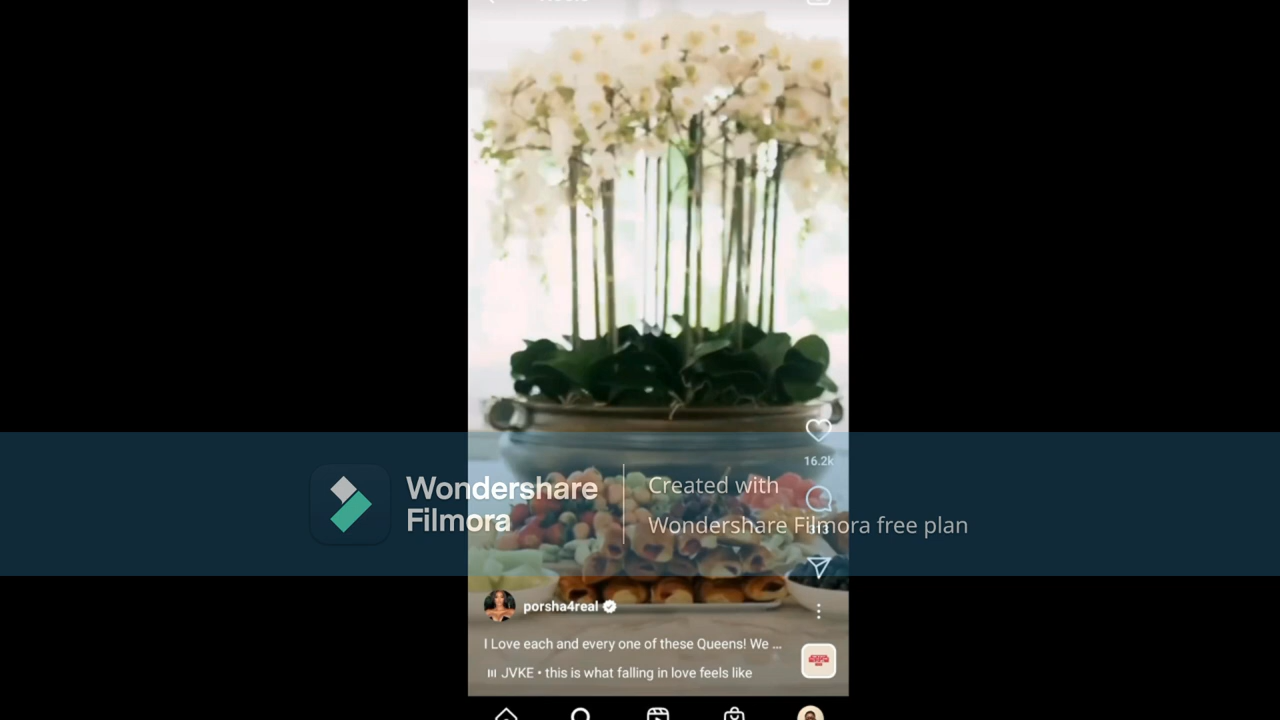 16.2k
Wondershare
Filmora
Created with
Wondershare Filmora free plan
porsha4real
I Love each and every one of these Queens! We ...
JVKE • this is what falling in love feels like